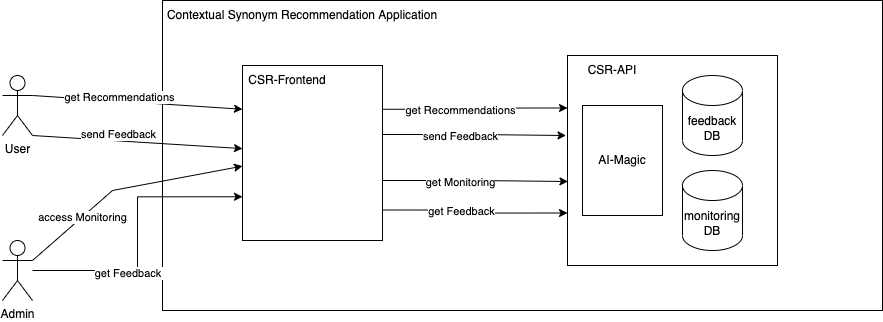 Contextual Synonym Recommendation Application
CSR-Frontend
CSR-API
get Recommendations
get Recommendations
feedback
DB
send Feedback
send Feedback
User
AI-Magic
get Monitoring
access Monitoring
get Feedback
monitoring
DB
get Feedback
Admin